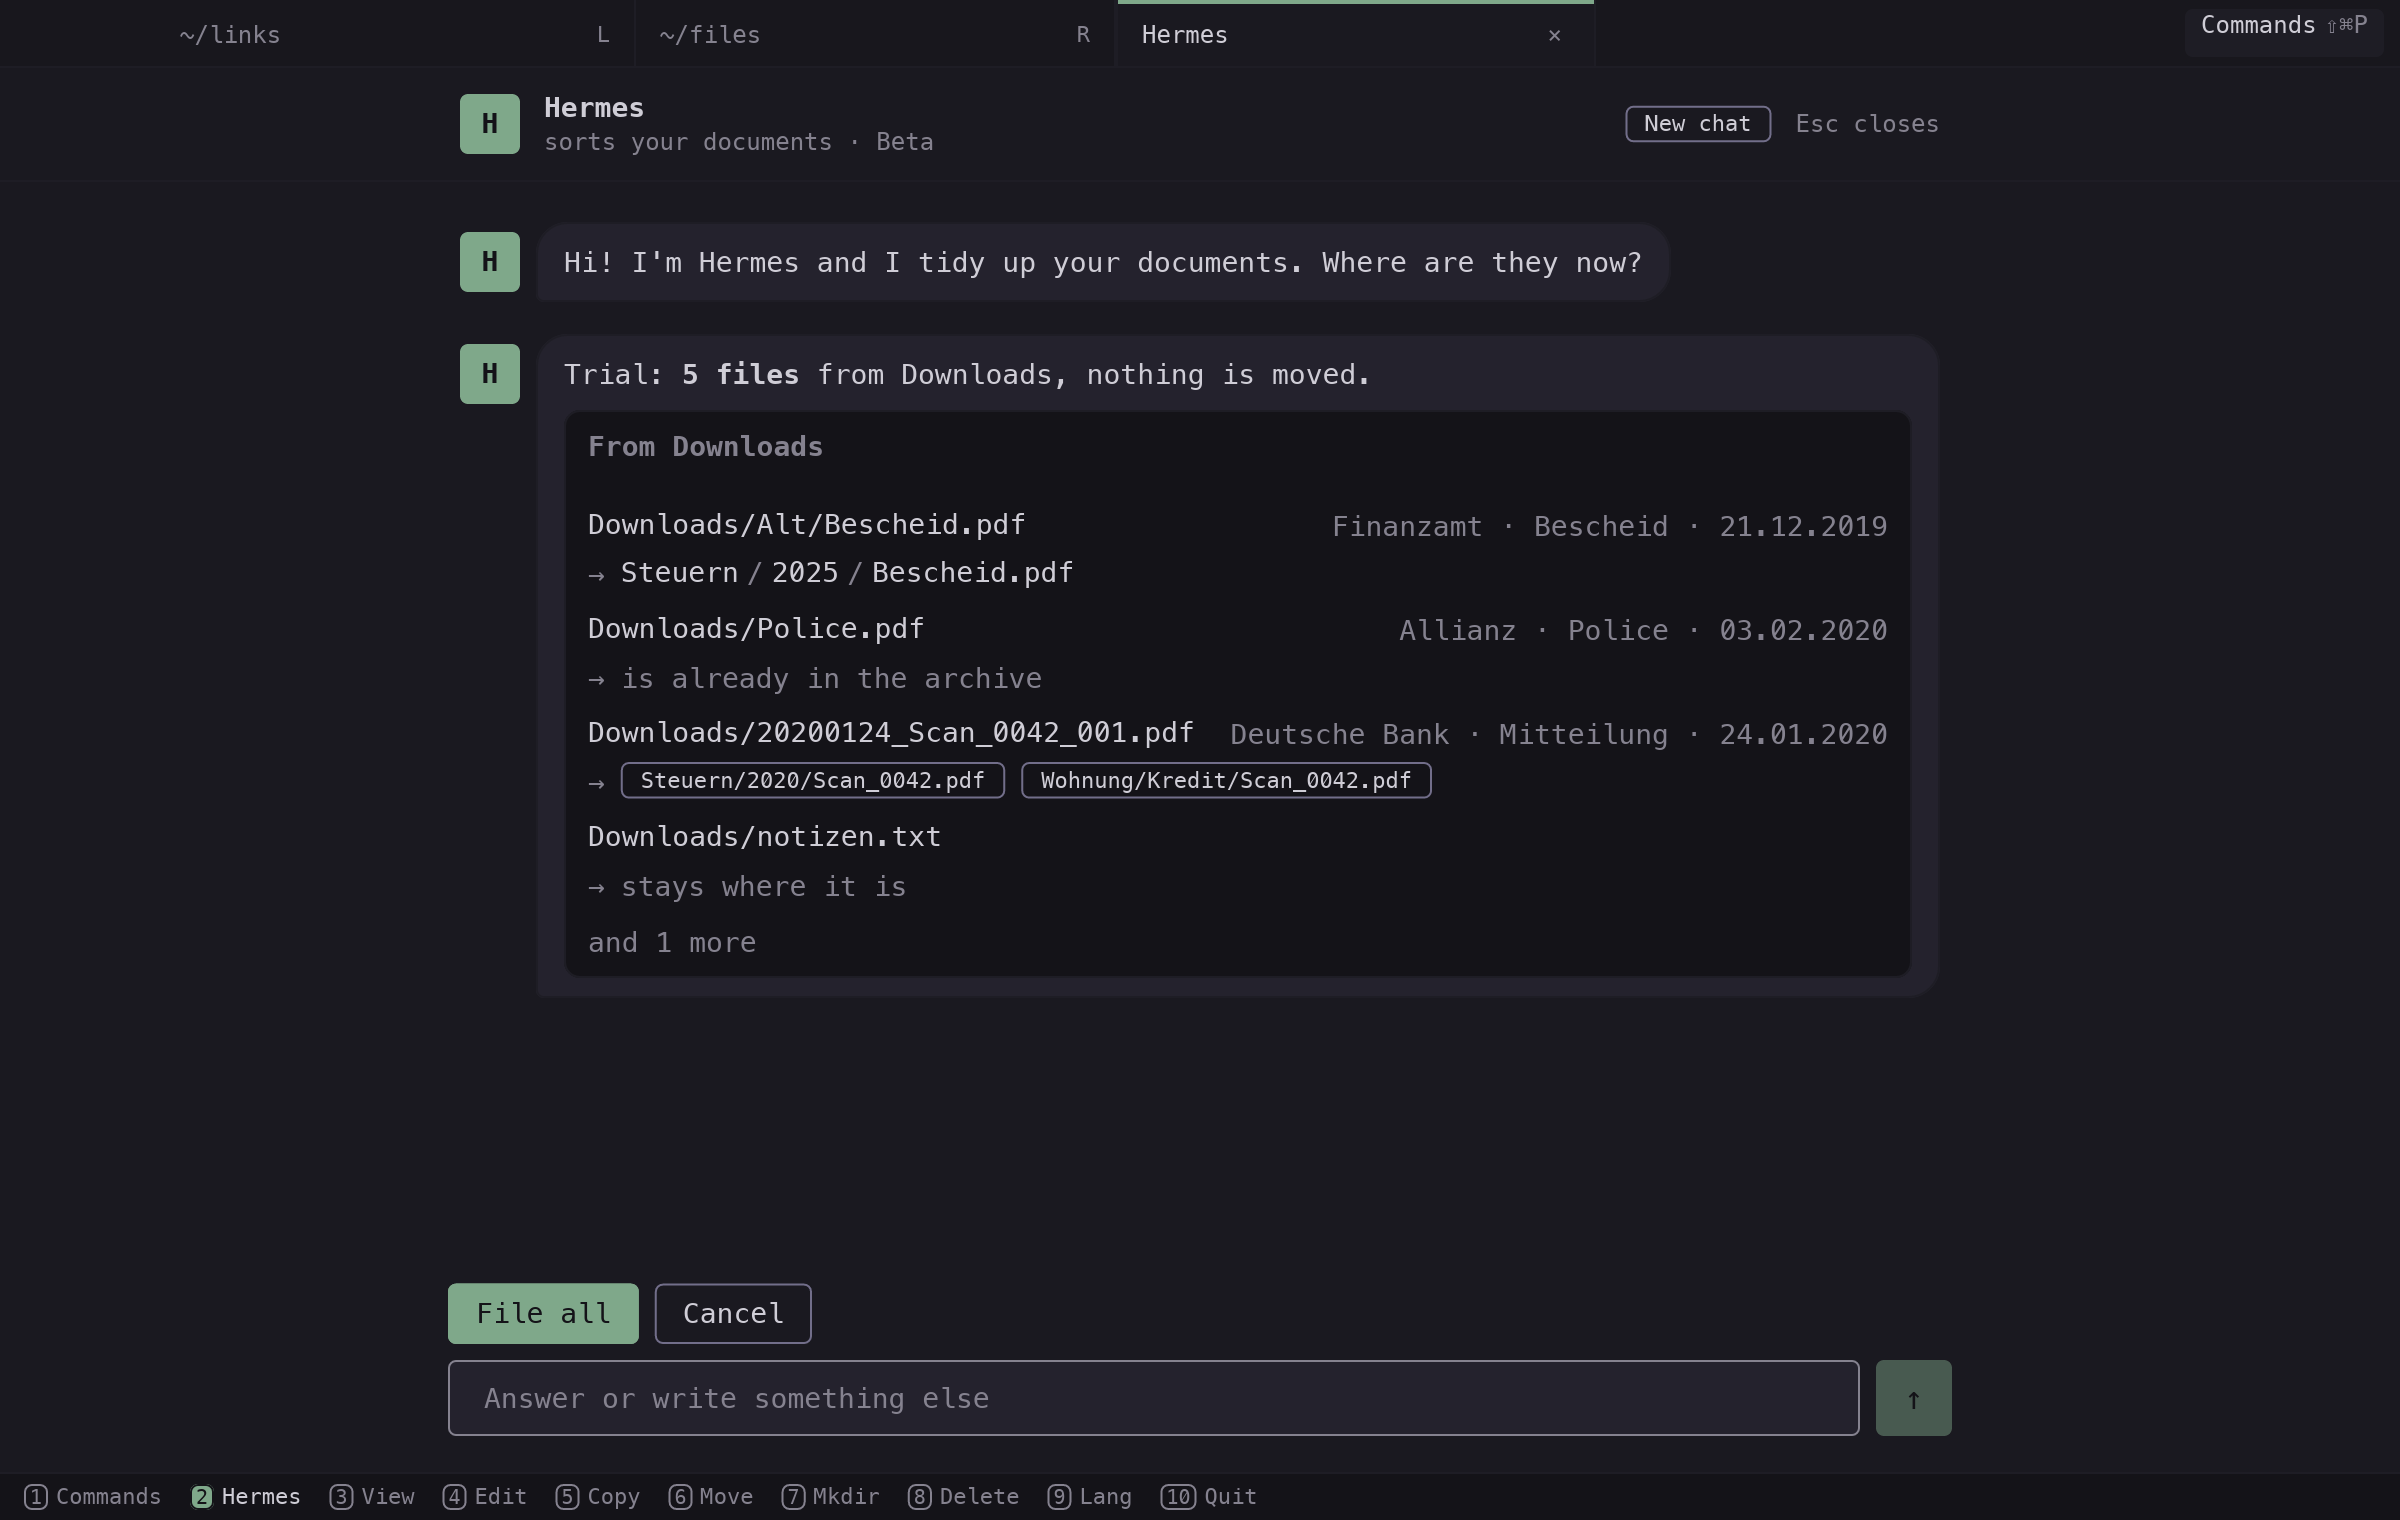 ~/links L ~/files R Hermes × Commands ⇧⌘P
H Hermes New chat Esc closes
sorts your documents · Beta
H Hi! I'm Hermes and I tidy up your documents. Where are they now?
H Trial: 5 files from Downloads, nothing is moved.
From Downloads
Downloads/Alt/Bescheid.pdf Finanzamt · Bescheid · 21.12.2019
→ Steuern / 2025 / Bescheid.pdf
Downloads/Police.pdf Allianz · Police · 03.02.2020
→ is already in the archive
Downloads/20200124_Scan_0042_001.pdf Deutsche Bank · Mitteilung · 24.01.2020
→ Steuern/2020/Scan_0042.pdf Wohnung/Kredit/Scan_0042.pdf
Downloads/notizen.txt
→ stays where it is
and 1 more
File all Cancel
Answer or write something else ↑
1 Commands 2 Hermes 3 View 4 Edit 5 Copy 6 Move 7 Mkdir 8 Delete 9 Lang 10 Quit